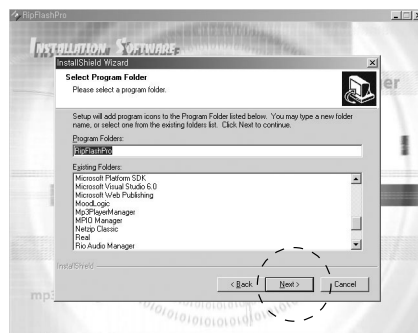 RipFlashPro
INSTALLATION SOFTWARE
InstallShield Wizard
Select Program Folder
Please select a program folder.
Setup will add program icons to the Program Folder listed below. You may type a new folder
name, or select one from the existing folders list. Click Next to continue.
Program Folders:
RipFlashPro
Existing Folders:
Microsoft Platform SDK
Microsoft Visual Studio 6.0
Microsoft Web Publishing
MoodLogic
Mp3PlayerManager
MPIO Manager
Netzip Classic
Real
Rio Audio Manager
InstallShield
< Back
Next >
Cancel
mp3